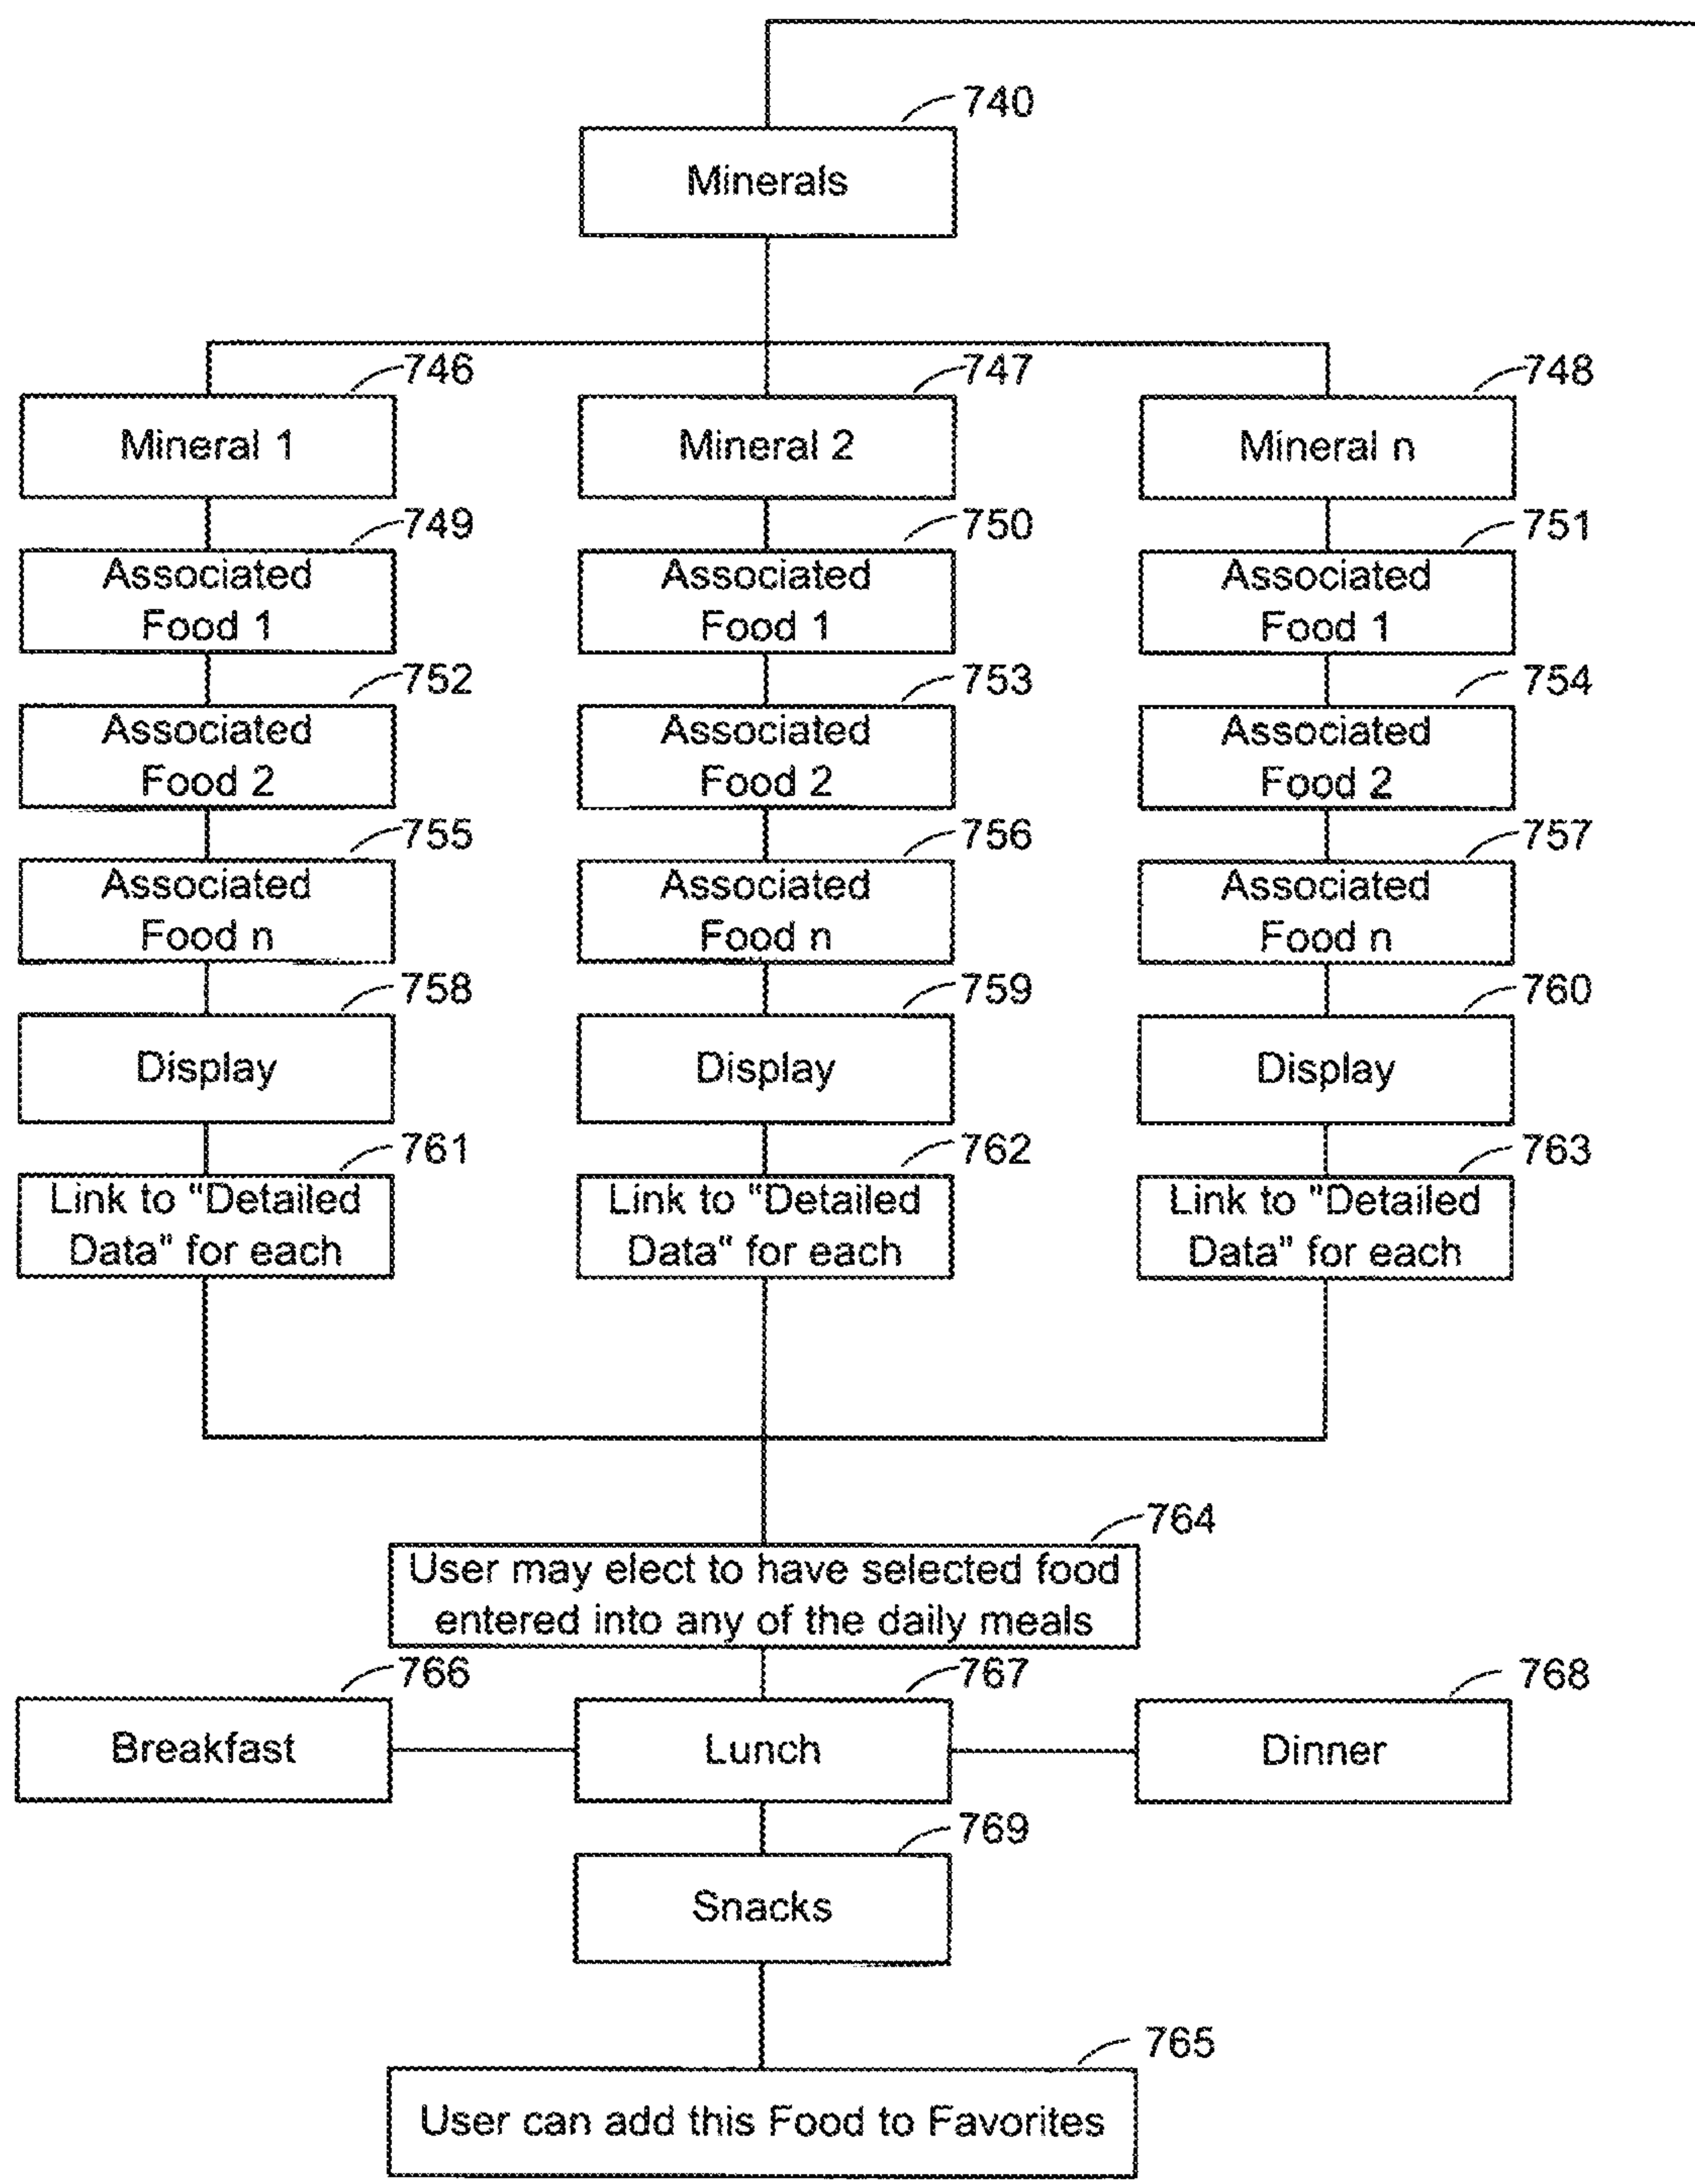 740
Minerals
746
747
748
Mineral 1
Mineral 2
Mineral n
749
750
751
Associated
Food 1
Associated
Food 1
Associated
Food 1
752
753
754
Associated
Food 2
Associated
Food 2
Associated
Food 2
755
756
757
Associated
Food n
Associated
Food n
Associated
Food n
758
759
760
Display
Display
Display
761
762
763
Link to "Detailed
Data" for each
Link to "Detailed
Data" for each
Link to "Detailed
Data" for each
764
User may elect to have selected food
entered into any of the daily meals
766
767
768
Breakfast
Lunch
Dinner
769
Snacks
765
User can add this Food to Favorites